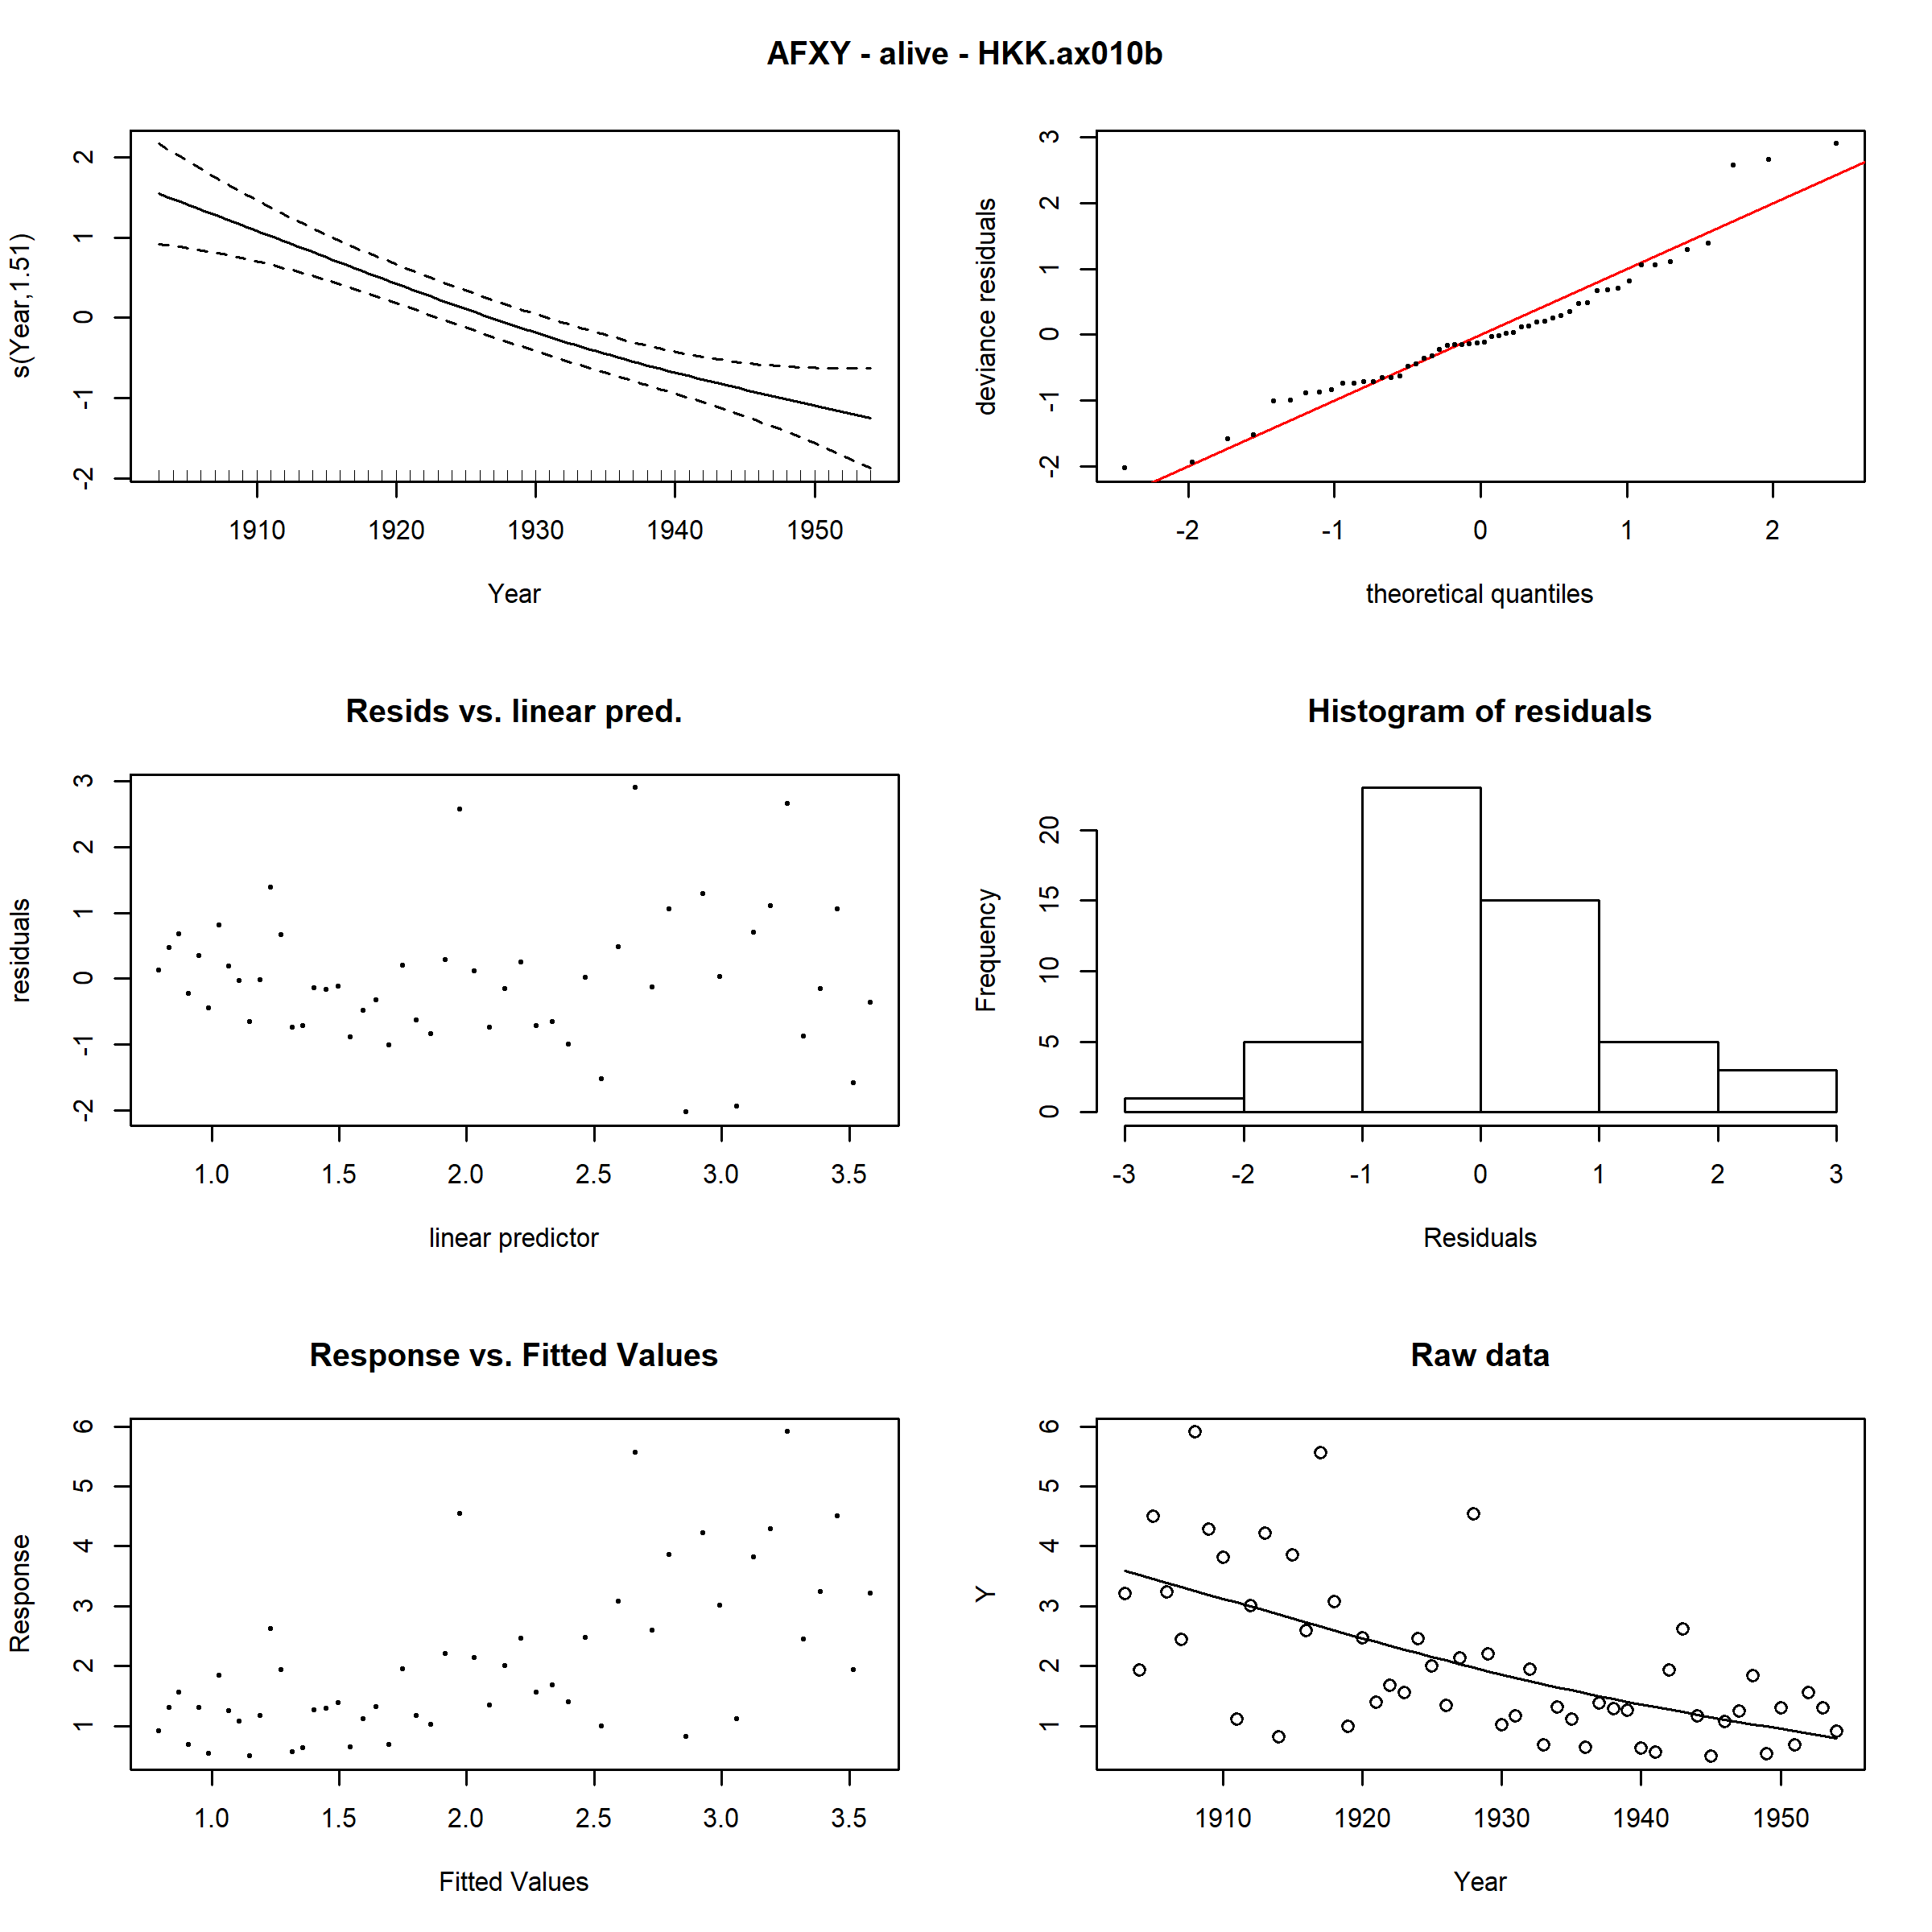 AFXY - alive - HKK.ax010b
s(Year,1.51)
2
1
0
-1
-2
1910 1920 1930 1940 1950
Year
deviance residuals
3
2
1
0
-1
-2
-2 -1 0 1 2
theoretical quantiles
Resids vs. linear pred.
residuals
3
2
1
0
-1
-2
1.0 1.5 2.0 2.5 3.0 3.5
linear predictor
Histogram of residuals
Frequency
20
15
10
5
0
-3 -2 -1 0 1 2 3
Residuals
Response vs. Fitted Values
Response
6
5
4
3
2
1
1.0 1.5 2.0 2.5 3.0 3.5
Fitted Values
Raw data
Y
6
5
4
3
2
1
1910 1920 1930 1940 1950
Year